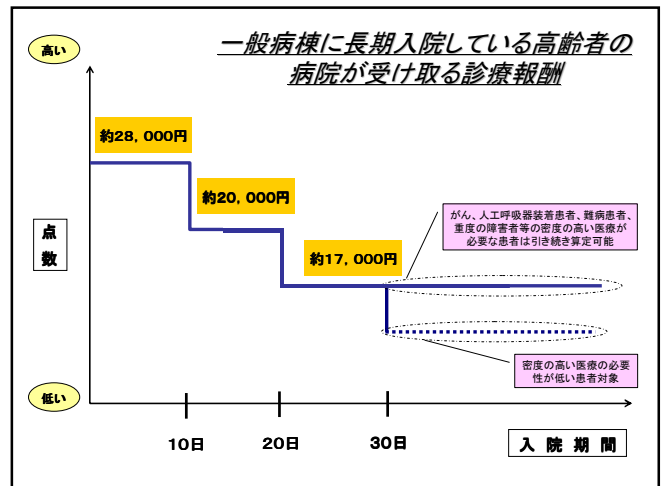 一般病棟に長期入院している高齢者の
病院が受け取る診療報酬
高い
約28，000円
約20，000円
約17，000円
がん、人工呼吸器装着患者、難病患者、
重度の障害者等の密度の高い医療が
必要な患者は引き続き算定可能
点
数
密度の高い医療の必要
性が低い患者対象
低い
10日
20日
30日
入 院 期 間